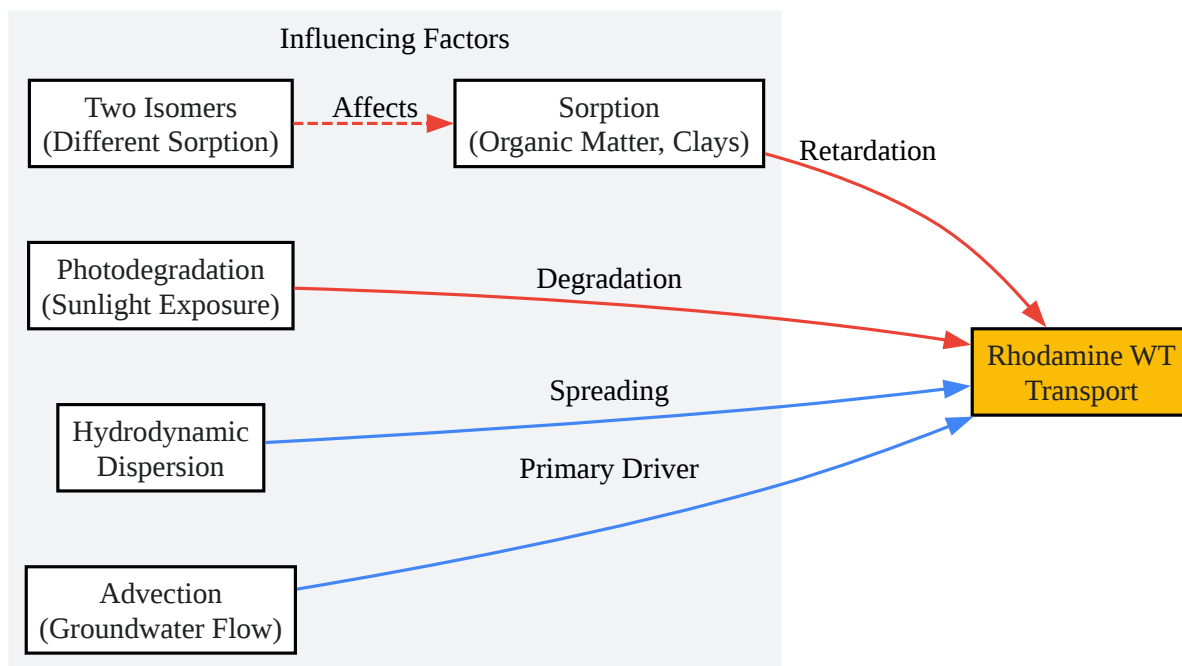 Influencing Factors
Two Isomers
(Different Sorption)
Affects
Sorption
(Organic Matter, Clays)
Retardation
Photodegradation
(Sunlight Exposure)
Degradation
Rhodamine WT
Transport
Hydrodynamic
Dispersion
Spreading
Primary Driver
Advection
(Groundwater Flow)